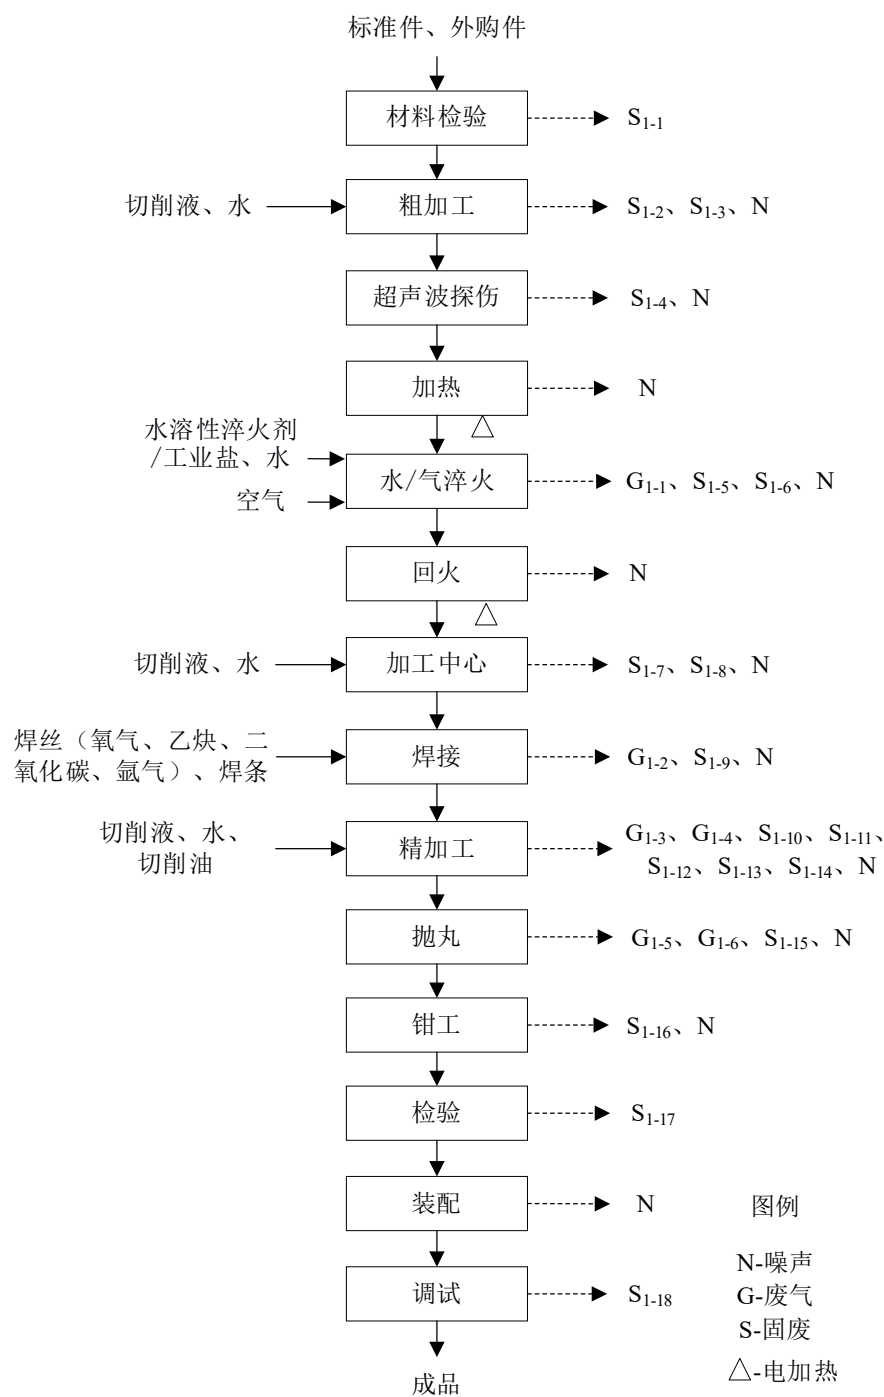 标准件、外购件
材料检验
S1-1
切削液、水
粗加工
S1-2、S1-3、N
超声波探伤
S1-4、N
加热
N
△
水溶性淬火剂
/工业盐、水
空气
水/气淬火
G1-1、S1-5、S1-6、N
回火
N
△
切削液、水
加工中心
S1-7、S1-8、N
焊丝（氧气、乙炔、二
氧化碳、氩气）、焊条
焊接
G1-2、S1-9、N
切削液、水、
切削油
精加工
G1-3、G1-4、S1-10、S1-11、
S1-12、S1-13、S1-14、N
抛丸
G1-5、G1-6、S1-15、N
钳工
S1-16、N
检验
S1-17
装配
N
调试
S1-18
成品
图例
N-噪声
G-废气
S-固废
△-电加热